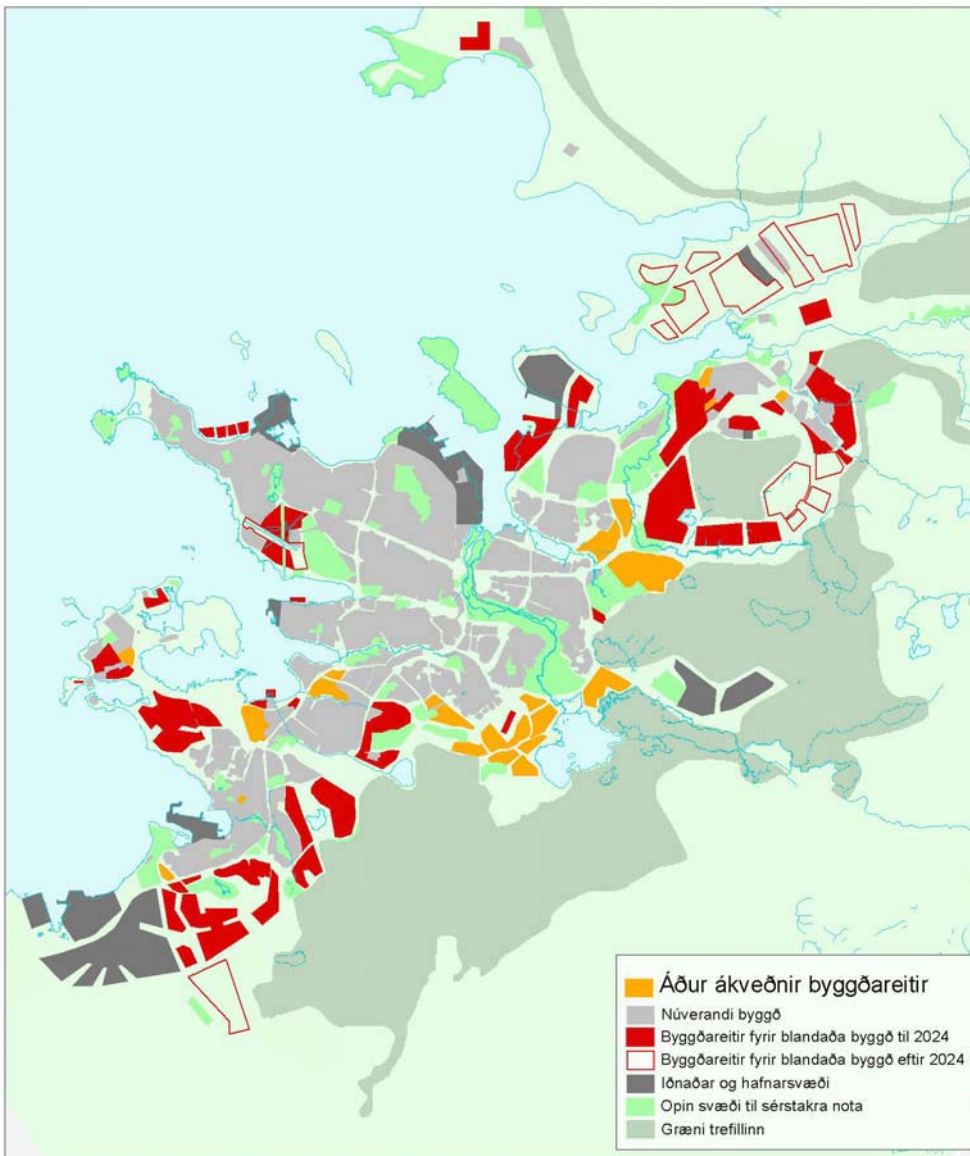 Áður ákveðnir byggðareitir
Núverandi byggð
Byggðareitir fyrir blandaða byggð til 2024
Byggðareitir fyrir blandaða byggð eftir 2024
Iðnaðar og hafnarsvæði
Opin svæði til sérstakra nota
Græni trefillinn